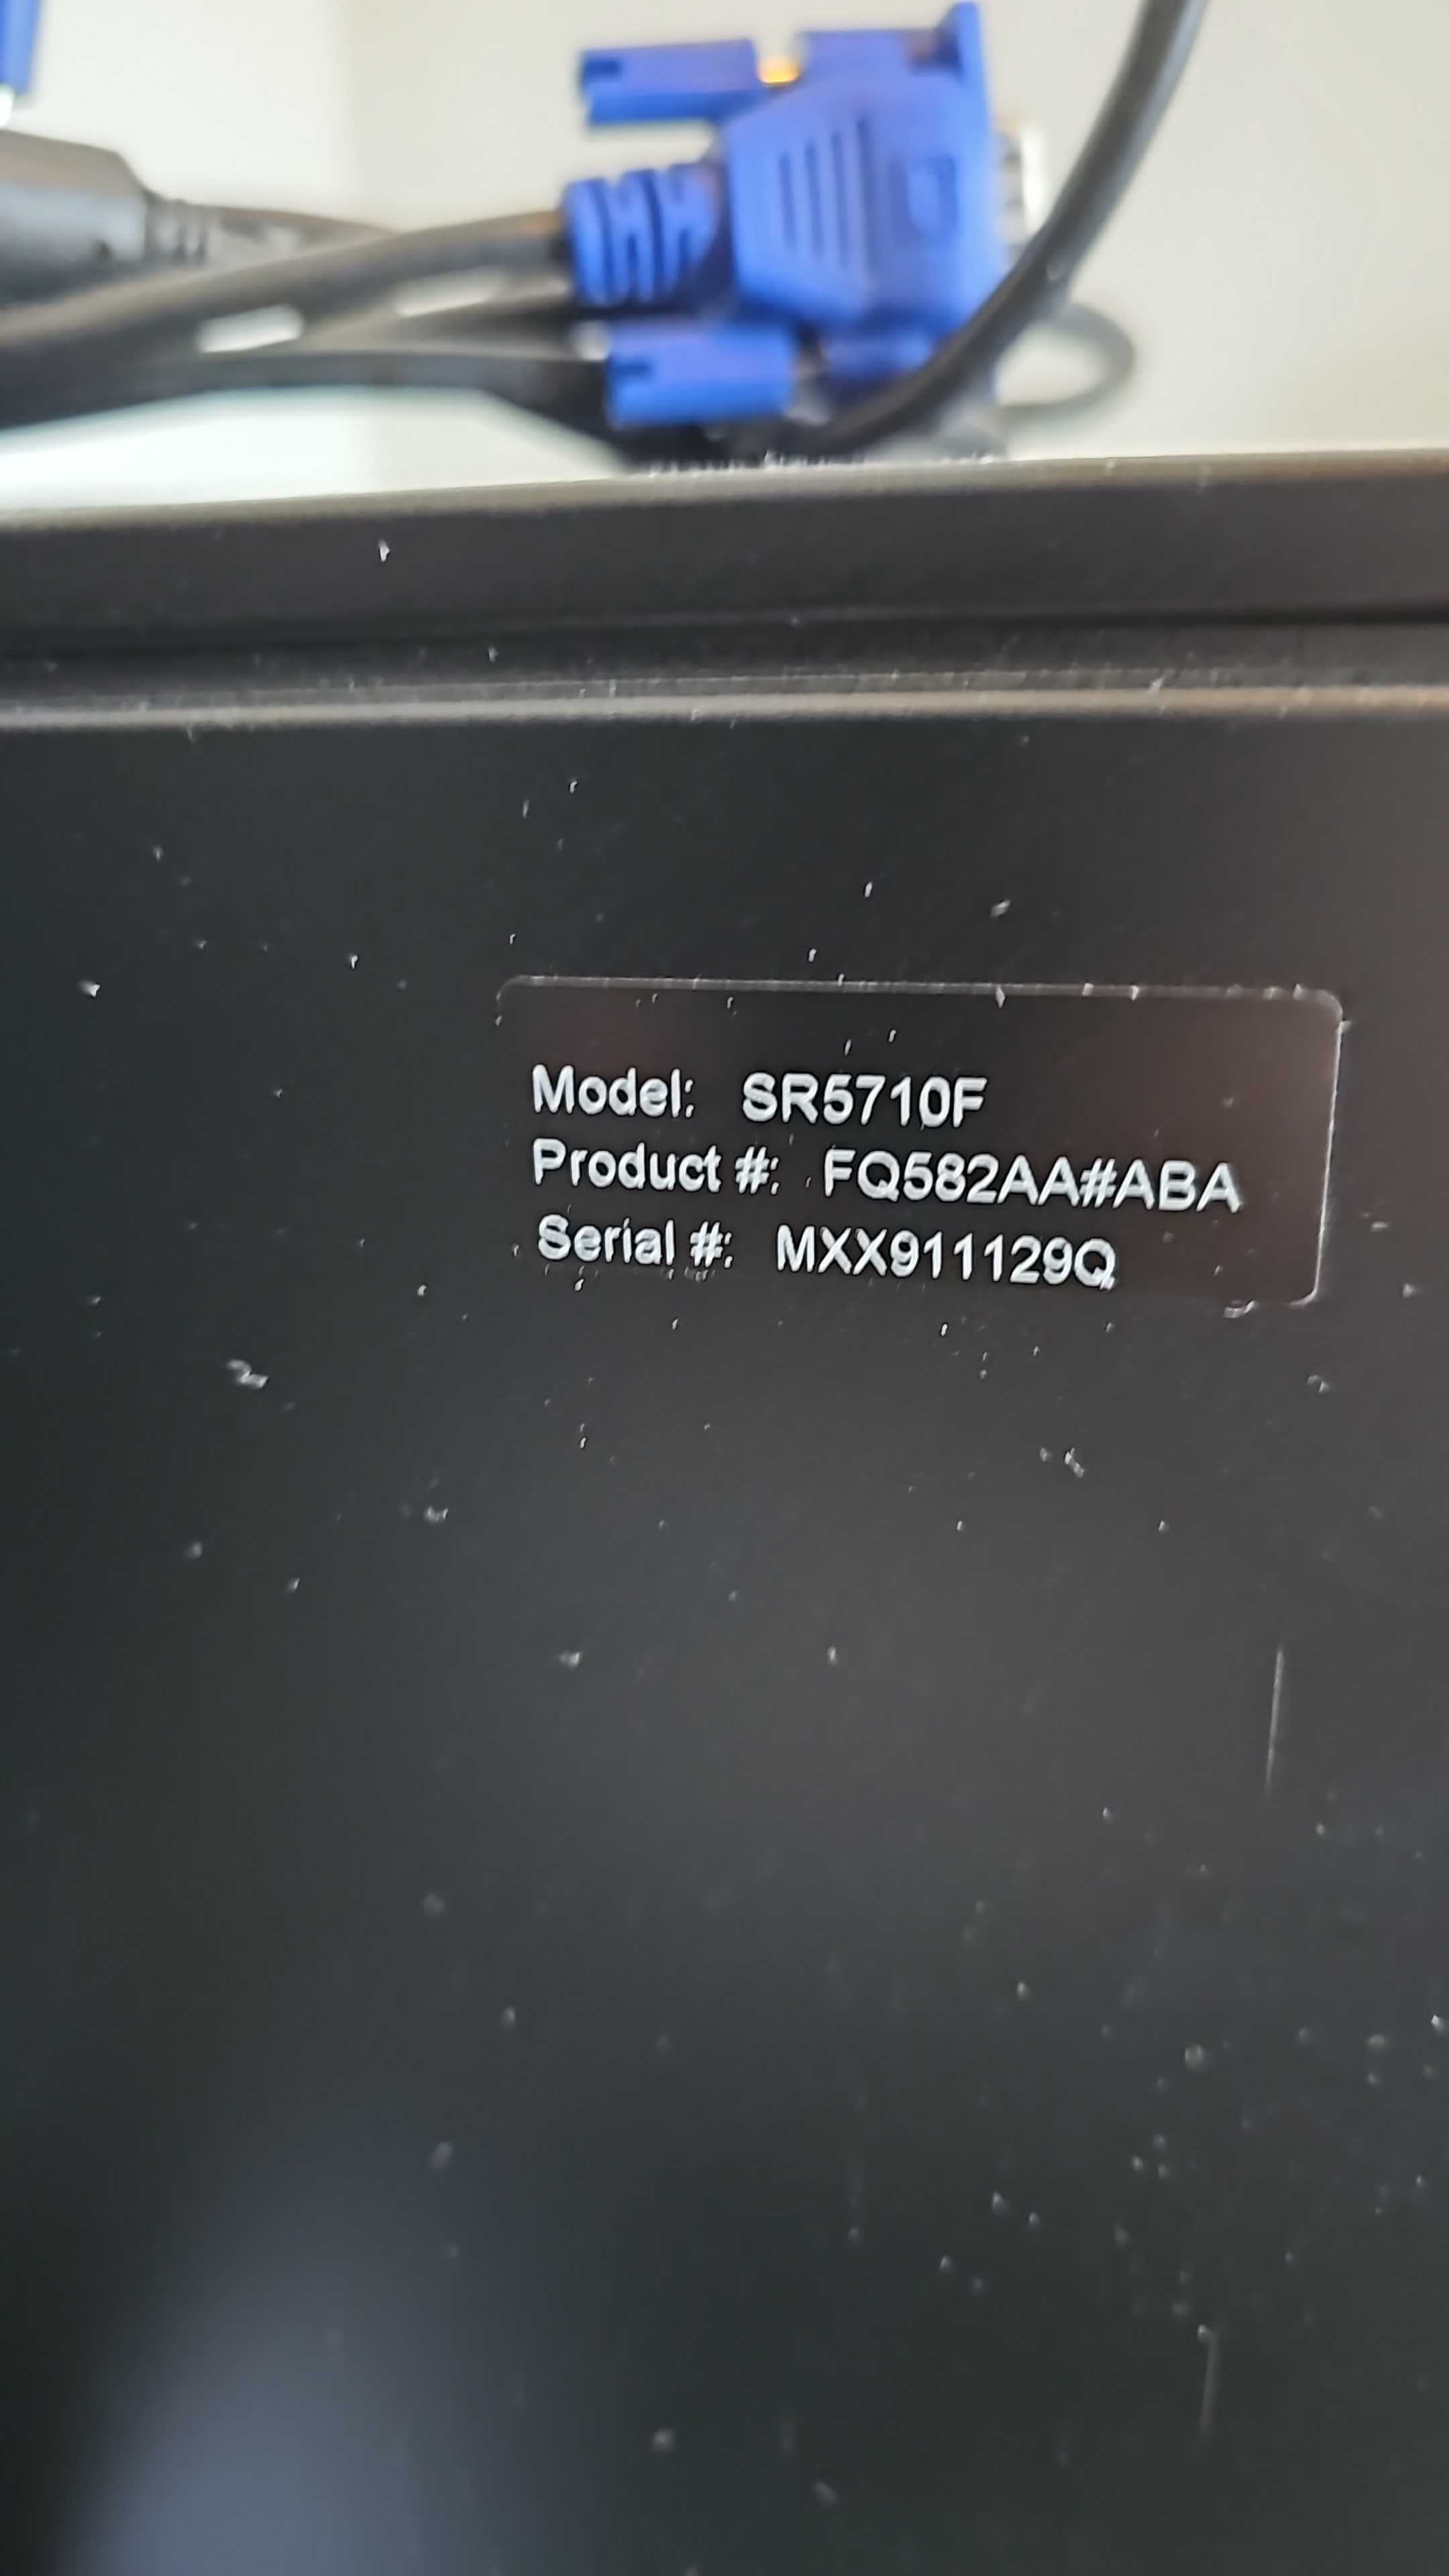 Model: SR5710F
Product #: FQ582AA#ABA
Serial #: MXX911129Q